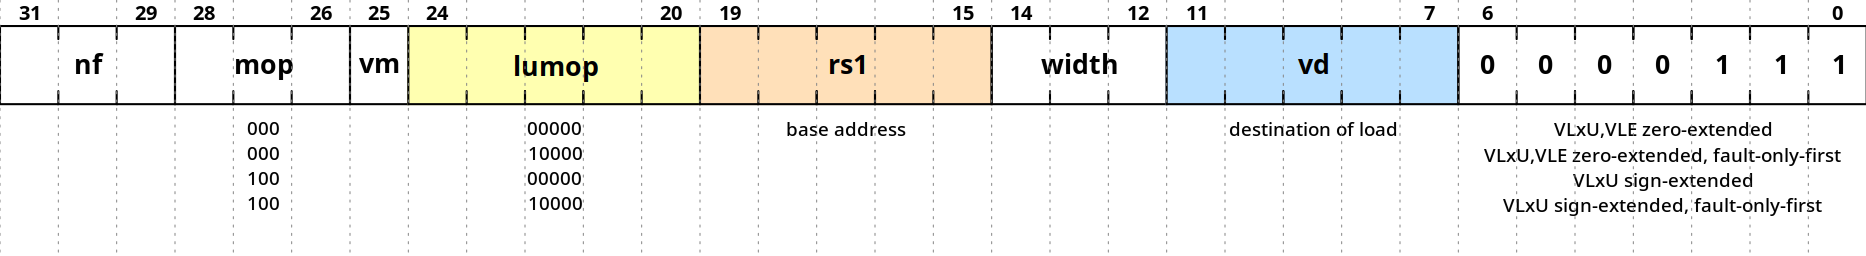 31 29 28 26 25 24 20 19 15 14 12 11 7 6 0
nf mop vm lumop rs1 width vd 0 0 0 0 1 1 1
000 00000 base address destination of load VLxU,VLE zero-extended
000 10000 VLxU,VLE zero-extended, fault-only-first
100 00000 VLxU sign-extended
100 10000 VLxU sign-extended, fault-only-first